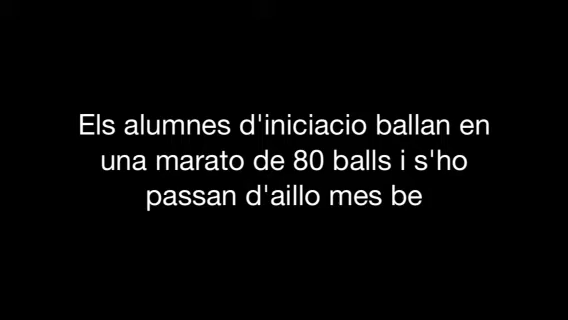 Els alumnes d'iniciacio ballan en
una marato de 80 balls i s'ho
passan d'aillo mes be